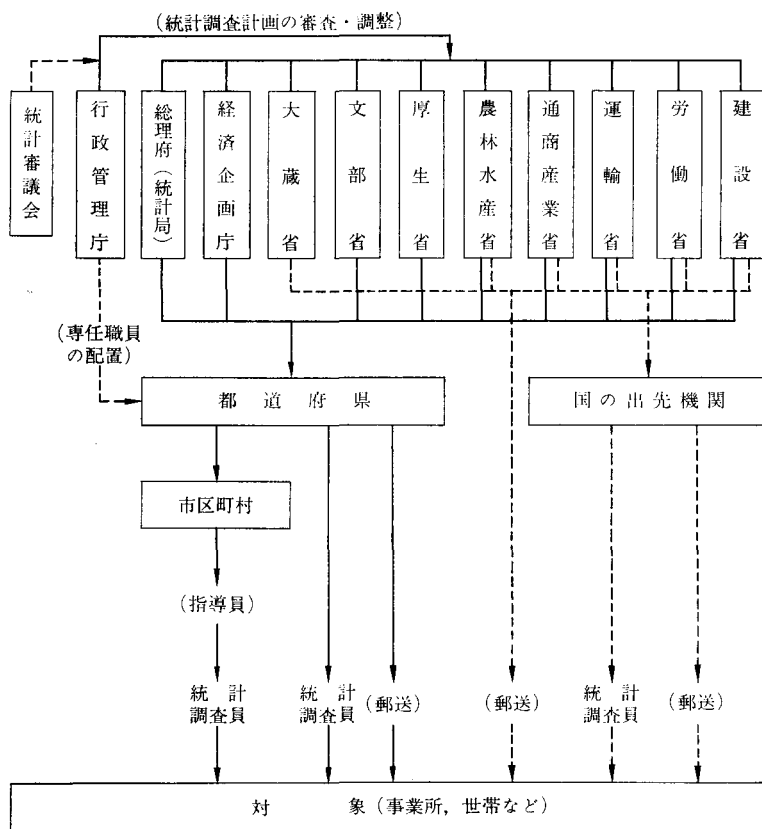 (統計調査計画の審査・調整)
統計審議会
行政管理庁
総理府(統計局)
経済企画庁
大蔵省
文部省
厚生省
農林水産省
通商産業省
運輸省
労働省
建設省
(専任職員
の配置)
都道府県
国の出先機関
市区町村
(指導員)
統計
調査員
統計
調査員
(郵送)
(郵送)
統計
調査員
(郵送)
対象(事業所,世帯など)